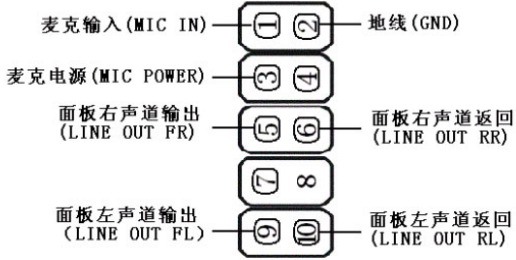 麦克输入(MIC IN) 1 2 地线(GND)
麦克电源(MIC POWER) 3 4
面板右声道输出
(LINE OUT FR)
5 6
面板右声道返回
(LINE OUT RR)
7 8
面板左声道输出
(LINE OUT FL)
9 10
面板左声道返回
(LINE OUT RL)